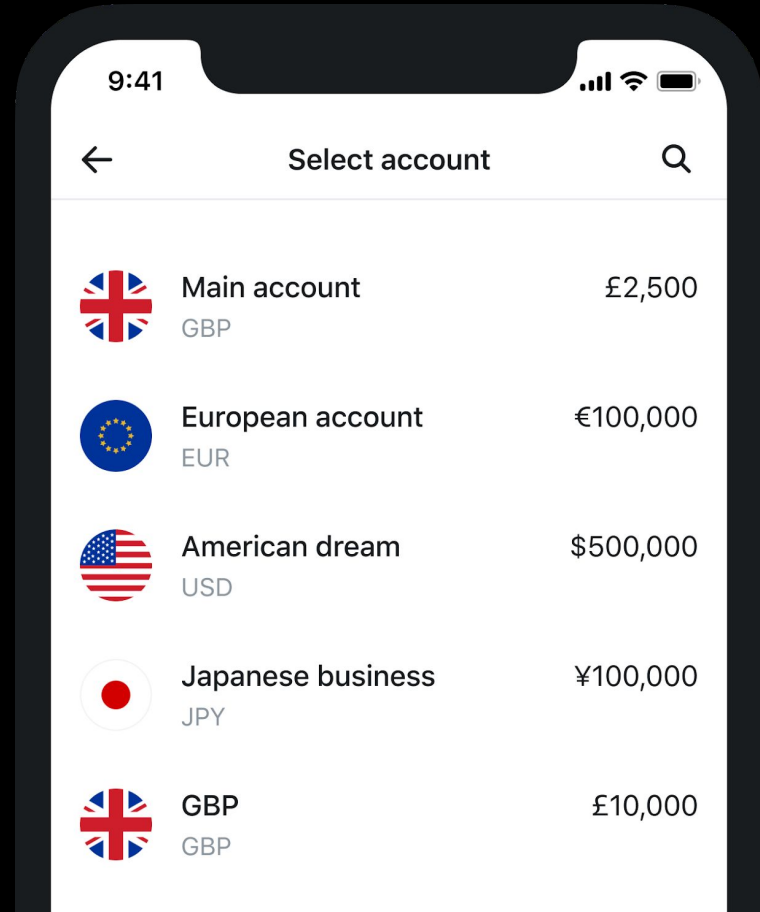 9:41
Select account
Main account £2,500
GBP
European account €100,000
EUR
American dream $500,000
USD
Japanese business ¥100,000
JPY
GBP £10,000
GBP